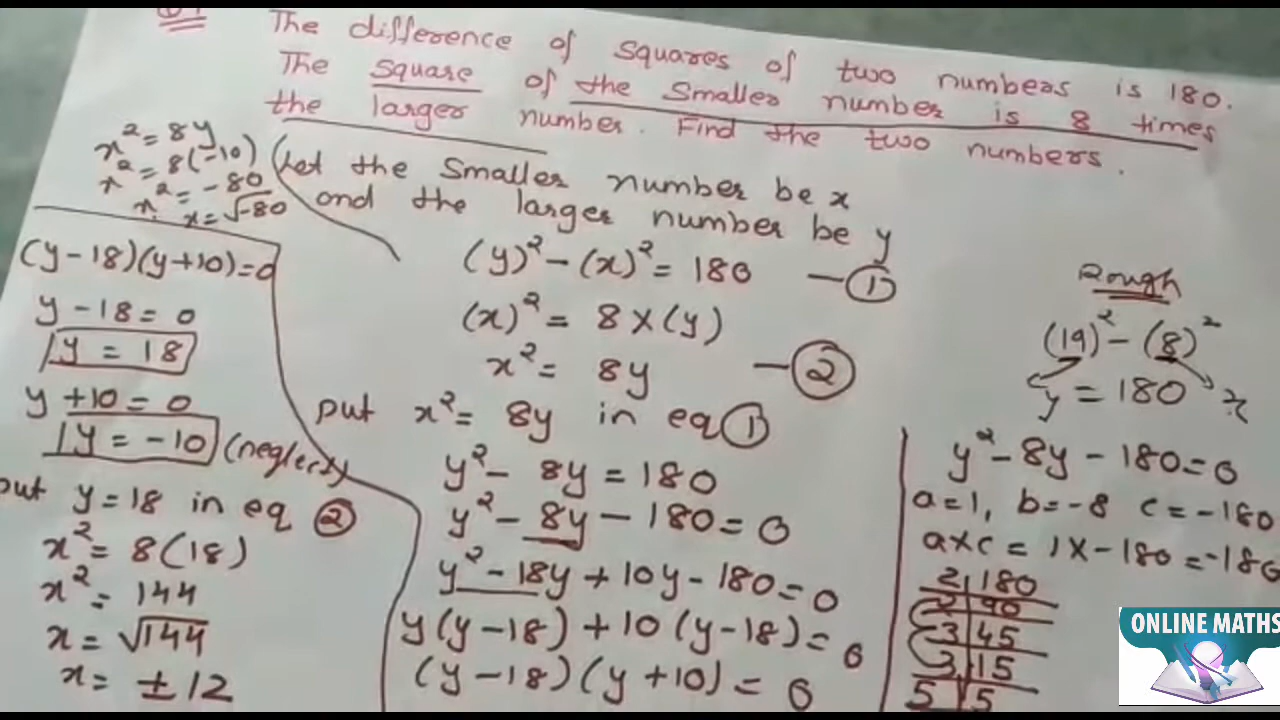 The difference of squares of two numbers is 180.
The square of the smaller number is 8 times
the larger number. Find the two numbers.
x² = 8y
x² = 8(-10)
x² = -80
x = √-80
Let the smaller number be x
and the larger number be y
(y)² - (x)² = 180 — ①
(x)² = 8 × (y)
x² = 8y — ②
put x² = 8y in eq ①
y² - 8y = 180
y² - 8y - 180 = 0
y² - 18y + 10y - 180 = 0
y(y - 18) + 10(y - 18) = 0
(y - 18)(y + 10) = 0
(y - 18)(y + 10) = 0
y - 18 = 0
y = 18
y + 10 = 0
y = -10 (neglect)
put y = 18 in eq ②
x² = 8(18)
x² = 144
x = √144
x = ± 12
Rough
(19)² - (8)²
y = 180 x
y² - 8y - 180 = 0
a = 1, b = -8 c = -180
a × c = 1 × -180 = -180
2 | 180
2 | 90
3 | 45
3 | 15
5 | 5
ONLINE MATHS